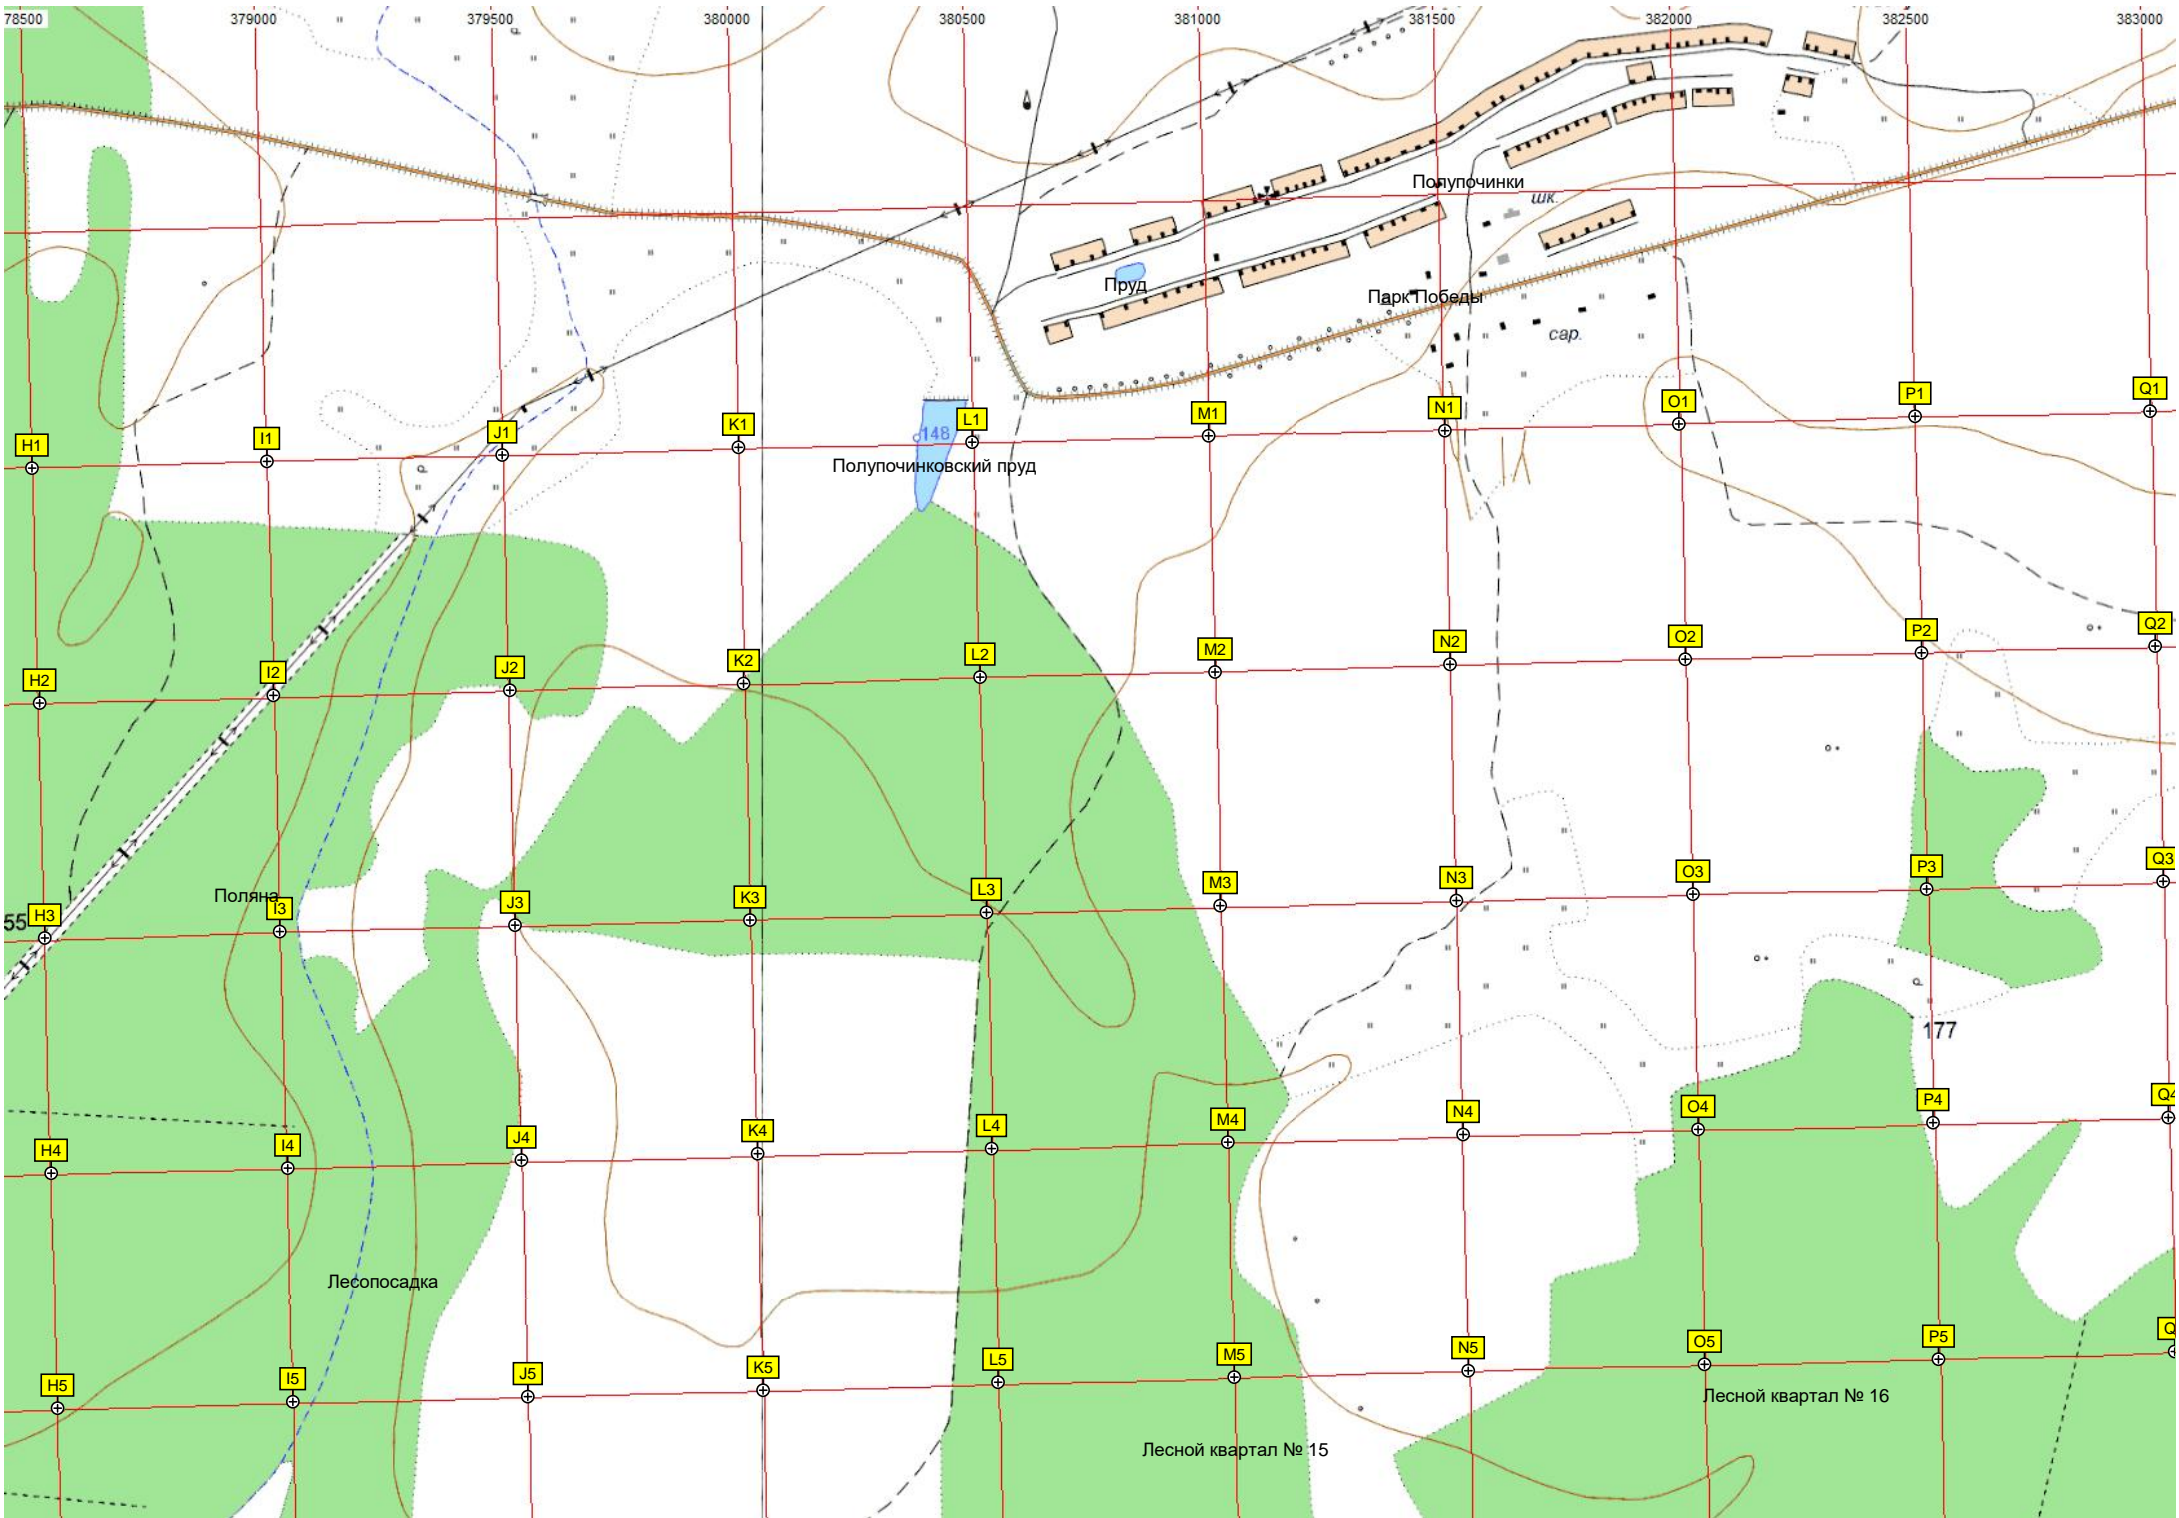 78500 379000 379500 380000 380500 381000 381500 382000 382500 383000
Полупочинки
шк.
Пруд
Парк Победы
сар.
H1 I1 J1 K1 L1 M1 N1 O1 P1 Q1
148
Полупочинковский пруд
H2 I2 J2 K2 L2 M2 N2 O2 P2 Q2
Поляна
55
H3 I3 J3 K3 L3 M3 N3 O3 P3 Q3
177
H4 I4 J4 K4 L4 M4 N4 O4 P4 Q4
Лесопосадка
H5 I5 J5 K5 L5 M5 N5 O5 P5 Q
Лесной квартал № 16
Лесной квартал № 15